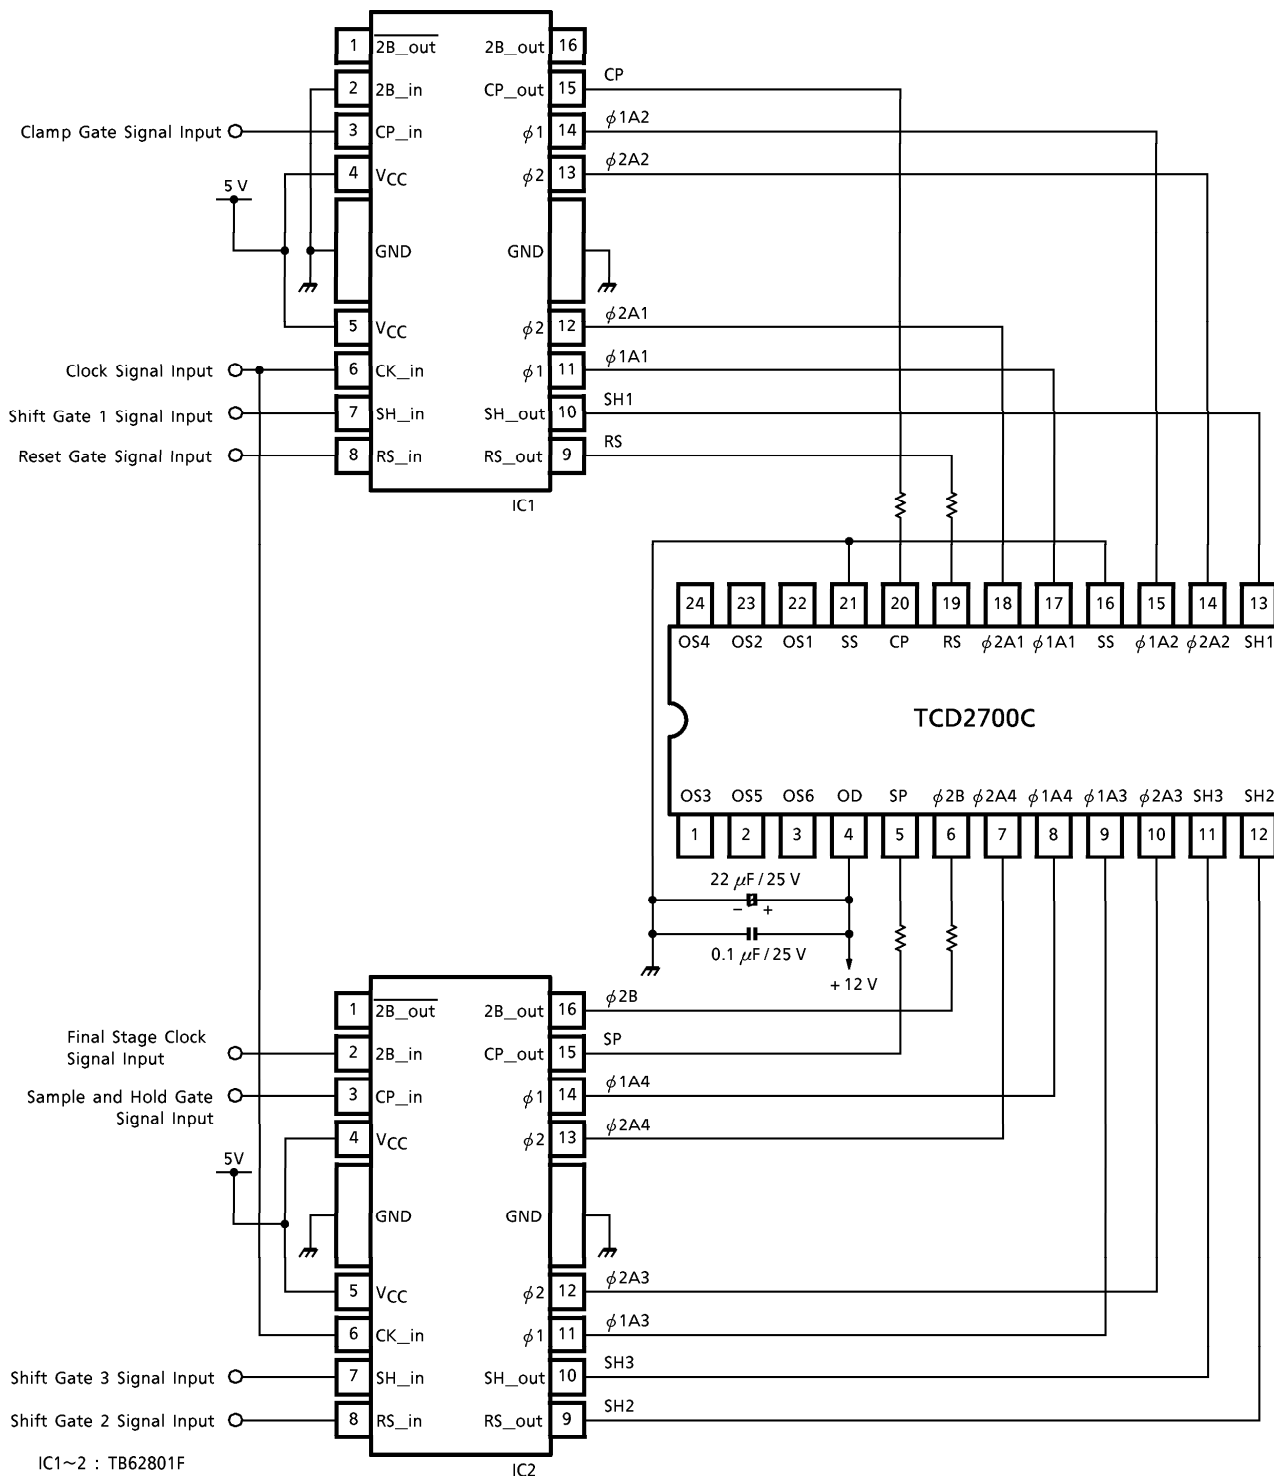 1 2B_out 2B_out 16
2 2B_in CP_out 15 CP
Clamp Gate Signal Input 3 CP_in ϕ1 14 ϕ1A2
4 VCC ϕ2 13 ϕ2A2
5 V
GND GND
5 VCC ϕ2 12 ϕ2A1
Clock Signal Input 6 CK_in ϕ1 11 ϕ1A1
Shift Gate 1 Signal Input 7 SH_in SH_out 10 SH1
Reset Gate Signal Input 8 RS_in RS_out 9 RS
IC1
24 23 22 21 20 19 18 17 16 15 14 13
OS4 OS2 OS1 SS CP RS ϕ2A1 ϕ1A1 SS ϕ1A2 ϕ2A2 SH1
TCD2700C
OS3 OS5 OS6 OD SP ϕ2B ϕ2A4 ϕ1A4 ϕ1A3 ϕ2A3 SH3 SH2
1 2 3 4 5 6 7 8 9 10 11 12
22 μF/25 V
− +
0.1 μF/25 V
+12 V
1 2B_out 2B_out 16 ϕ2B
Final Stage Clock
Signal Input
2 2B_in CP_out 15 SP
Sample and Hold Gate
Signal Input
3 CP_in ϕ1 14 ϕ1A4
4 VCC ϕ2 13 ϕ2A4
5V
GND GND
5 VCC ϕ2 12 ϕ2A3
6 CK_in ϕ1 11 ϕ1A3
Shift Gate 3 Signal Input 7 SH_in SH_out 10 SH3
Shift Gate 2 Signal Input 8 RS_in RS_out 9 SH2
IC1~2 : TB62801F
IC2